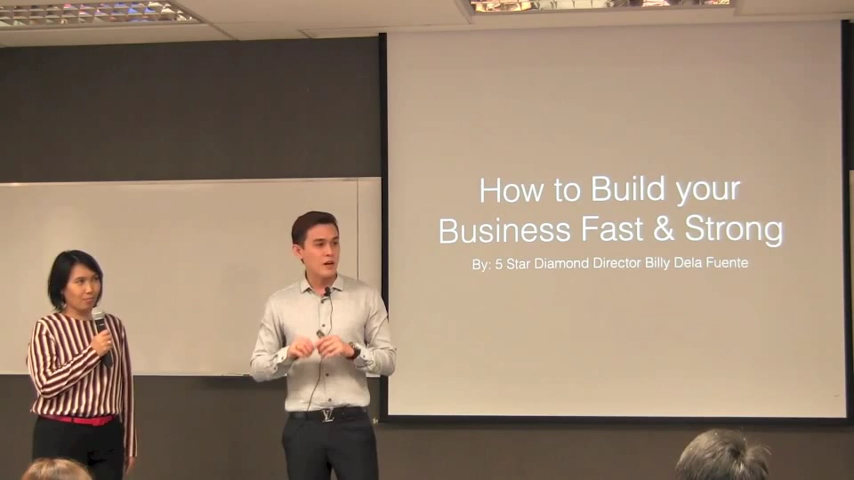 How to Build your
Business Fast & Strong
By: 5 Star Diamond Director Billy Dela Fuente